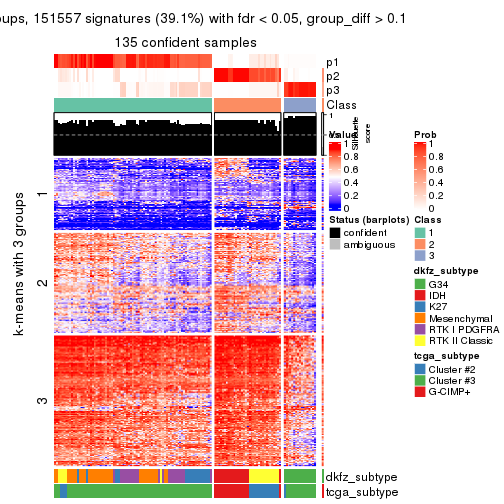 oups, 151557 signatures (39.1%) with fdr < 0.05, group_diff > 0.1
135 confident samples
p1
p2
p3
Class
1
Silhouette
score
k-means with 3 groups
1
2
3
dkfz_subtype
tcga_subtype
Value
1
0.8
0.6
0.4
0.2
0
Status (barplots)
confident
ambiguous
Prob
1
0.8
0.6
0.4
0.2
0
Class
1
2
3
dkfz_subtype
G34
IDH
K27
Mesenchymal
RTK I PDGFRA
RTK II Classic
tcga_subtype
Cluster #2
Cluster #3
G-CIMP+